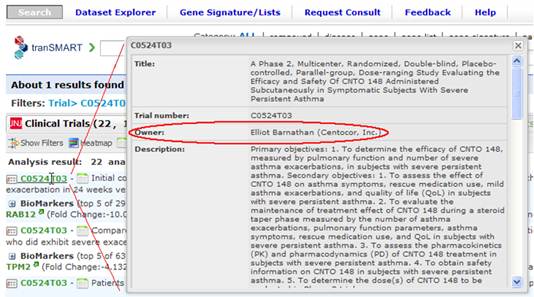 Search Dataset Explorer Gene Signature/Lists Request Consult Feedback Help
tranSMART
Category: ALL
C0524T03
Title: A Phase 2, Multicenter, Randomized, Double-blind, Placebo-
controlled, Parallel-group, Dose-ranging Study Evaluating the
Efficacy and Safety of CNTO 148 Administered
Subcutaneously in Symptomatic Subjects With Severe
Persistent Asthma
Trial number: C0524T03
Owner: Elliot Barnathan (Centocor, Inc.)
Description: Primary objectives: 1. To determine the efficacy of CNTO 148,
measured by pulmonary function and number of severe
asthma exacerbations, in subjects with severe persistent
asthma. Secondary objectives: 1. To assess the effect of
CNTO 148 on asthma symptoms, rescue medication use, mild
asthma exacerbations, and quality of life (QoL) in subjects
with severe persistent asthma. 2. To evaluate the
maintenance of treatment effect of CNTO 148 during a steroid
taper phase measured by the number of asthma
exacerbations, pulmonary function parameters, asthma
symptoms, rescue medication use, and QoL in subjects with
severe persistent asthma. 3. To assess the pharmacokinetics
(PK) and pharmacodynamics (PD) of CNTO 148 treatment in
subjects with severe persistent asthma. 4. To obtain safety
information on CNTO 148 in subjects with severe persistent
asthma. 5. To determine the dose(s) of CNTO 148 to be
About 1 results found
Filters: Trial> C0524T0
Clinical Trials (22, 1
Show Filters Heatmap
Analysis result: 22 ana
C0524T03 - Initial co
exacerbation in 24 weeks ve
BioMarkers (top 5 of 29
RAB12 (Fold Change:-10.0
C0524T03 - Compare
who did exhibit severe exace
BioMarkers (top 5 of 63
TPM2 (Fold Change:-4.132
C0524T03 - Patients